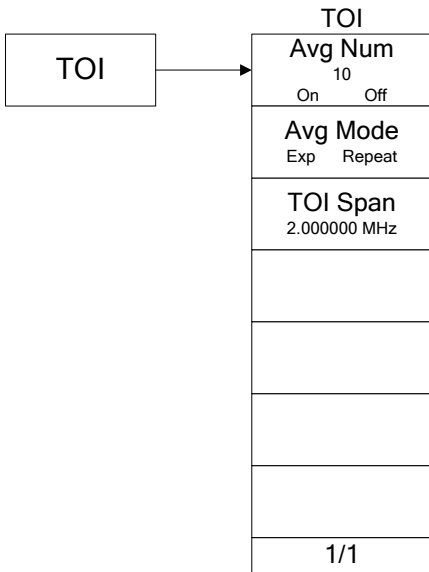 TOI
TOI
Avg Num
10
On Off
Avg Mode
Exp Repeat
TOI Span
2.000000 MHz
1/1